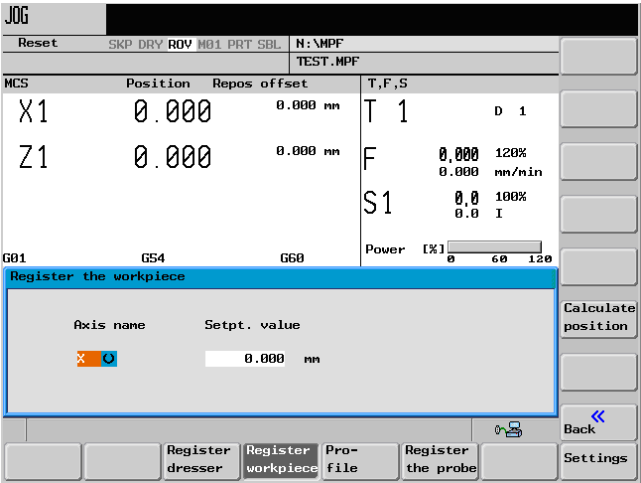 JOG
Reset SKP DRY ROV M01 PRT SBL N:\MPF
TEST.MPF
MCS Position Repos offset T,F,S
X1 0.000 0.000 mm T 1 D 1
Z1 0.000 0.000 mm F 0,000 120%
0.000 mm/min
S1 0,0 100%
0.0 I
Power [%]
G01 G54 G60 0 60 120
Register the workpiece
Axis name Setpt. value
X 0.000 mm
Calculate
position
«
Back
Register
dresser
Register
workpiece
Pro-
file
Register
the probe
Settings